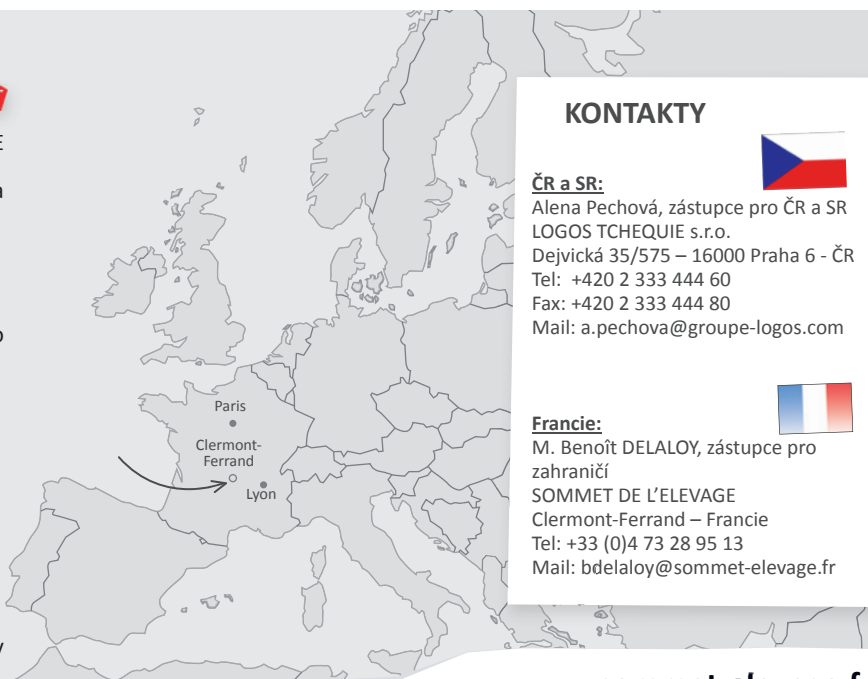 KONTAKTY
ČR a SR:
Alena Pechová, zástupce pro ČR a SR
LOGOS TCHEQUIE s.r.o.
Dejvická 35/575 – 16000 Praha 6 - ČR
Tel:  +420 2 333 444 60
Fax: +420 2 333 444 80
Mail: a.pechova@groupe-logos.com
Francie:
M. Benoît DELALOY, zástupce pro
zahraničí
SOMMET DE L’ELEVAGE
Clermont-Ferrand – Francie
Tel: +33 (0)4 73 28 95 13
Mail: bdelaloy@sommet-elevage.fr
Paris
Clermont-
Ferrand
Lyon